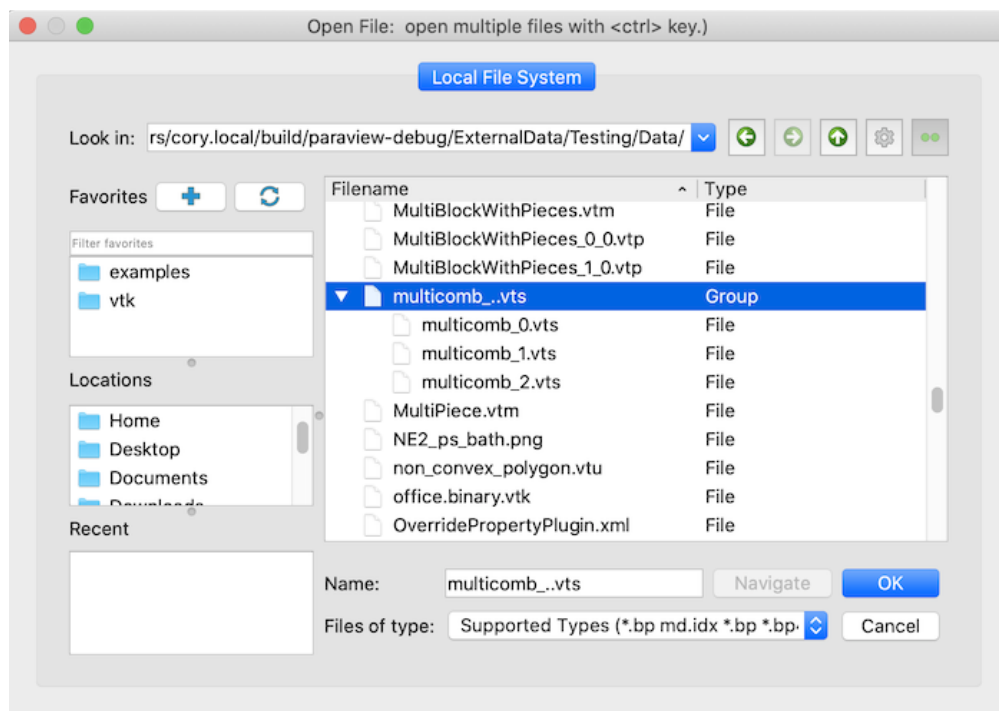 Open File:  open multiple files with <ctrl> key.)
Local File System
Look in: rs/cory.local/build/paraview-debug/ExternalData/Testing/Data/
Favorites
Filter favorites
examples
vtk
Locations
Home
Desktop
Documents
Downloads
Recent
Filename Type
MultiBlockWithPieces.vtm File
MultiBlockWithPieces_0_0.vtp File
MultiBlockWithPieces_1_0.vtp File
multicomb_..vts Group
multicomb_0.vts File
multicomb_1.vts File
multicomb_2.vts File
MultiPiece.vtm File
NE2_ps_bath.png File
non_convex_polygon.vtu File
office.binary.vtk File
OverridePropertyPlugin.xml File
Name: multicomb_..vts Navigate OK
Files of type: Supported Types (*.bp md.idx *.bp *.bp Cancel